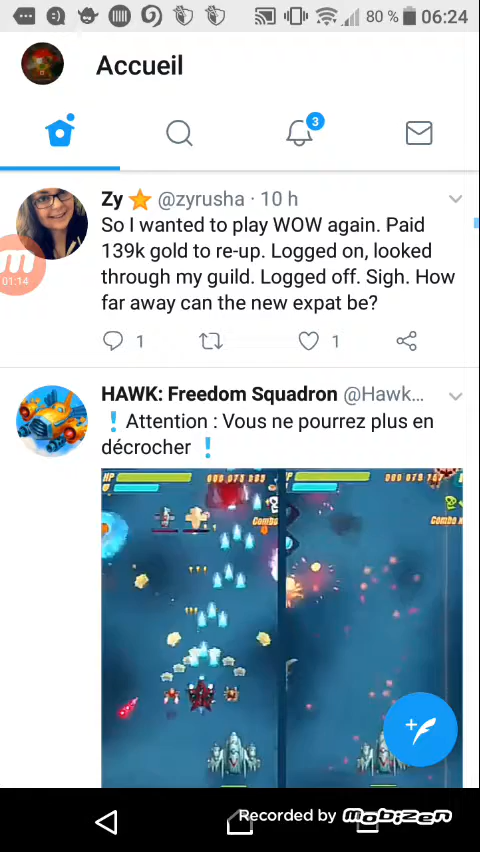 80 % 06:24
Accueil
3
Zy @zyrusha · 10 h
So I wanted to play WOW again. Paid
139k gold to re-up. Logged on, looked
through my guild. Logged off. Sigh. How
far away can the new expat be?
01:14
1 1
HAWK: Freedom Squadron @Hawk...
❗Attention : Vous ne pourrez plus en
décrocher ❗
HP
Combo
Recorded by Mobizen